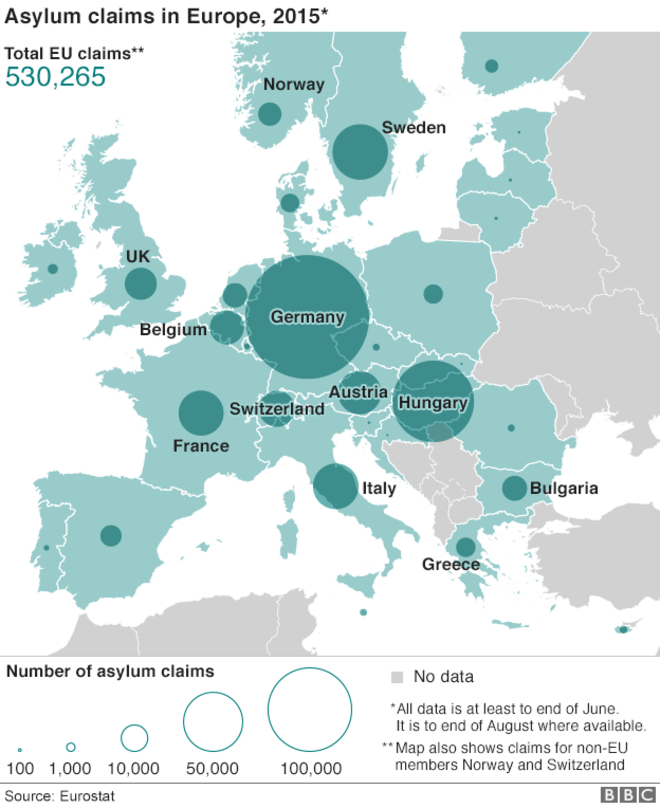 Asylum claims in Europe, 2015*
Total EU claims**
530,265
Norway
Sweden
UK
Germany
Belgium
Austria
Hungary
Switzerland
France
Italy
Bulgaria
Greece
Number of asylum claims
100
1,000
10,000
50,000
100,000
No data
*All data is at least to end of June.
It is to end of August where available.
**Map also shows claims for non-EU
members Norway and Switzerland
Source: Eurostat
BBC